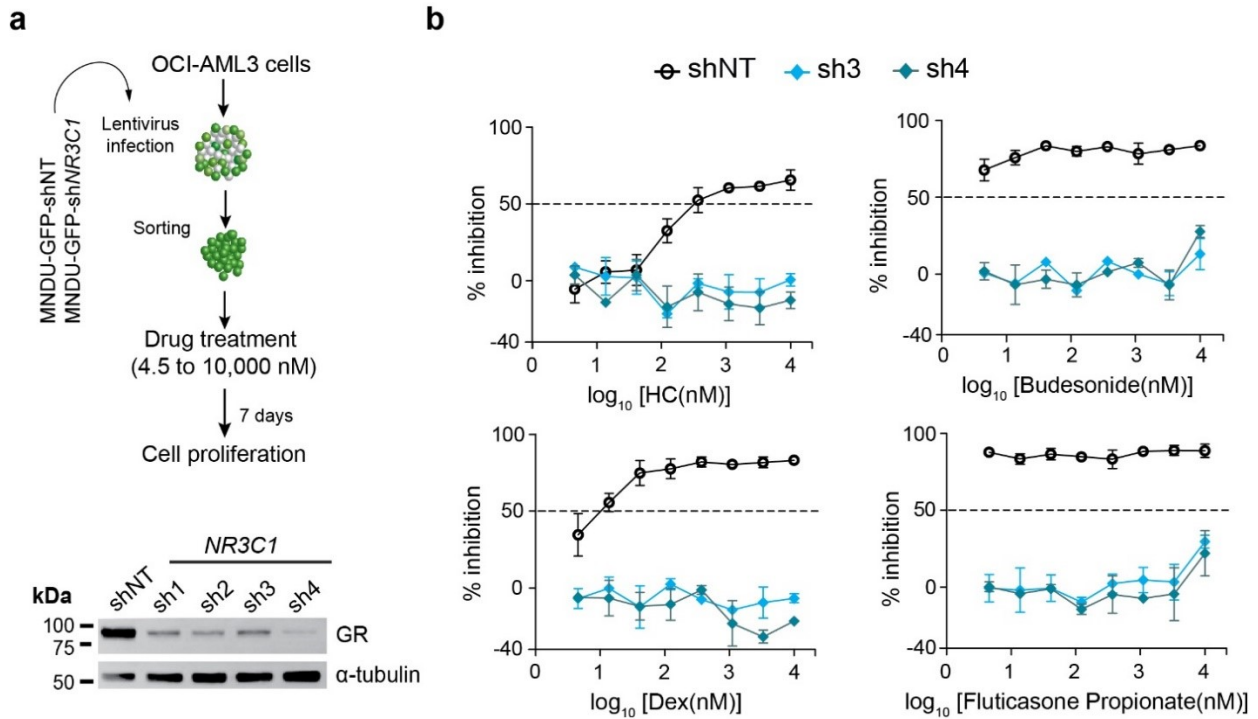 a
OCI-AML3 cells
MNDU-GFP-shNT
MNDU-GFP-shNR3C1
Lentivirus
infection
Sorting
Drug treatment
(4.5 to 10,000 nM)
7 days
Cell proliferation
NR3C1
kDa
shNT sh1 sh2 sh3 sh4
100
75
GR
50
α-tubulin
b
shNT sh3 sh4
% inhibition
100
50
0
-40
0 1 2 3 4
log10 [HC(nM)]
% inhibition
100
50
0
-40
0 1 2 3 4
log10 [Budesonide(nM)]
% inhibition
100
50
0
-40
0 1 2 3 4
log10 [Dex(nM)]
% inhibition
100
50
0
-40
0 1 2 3 4
log10 [Fluticasone Propionate(nM)]